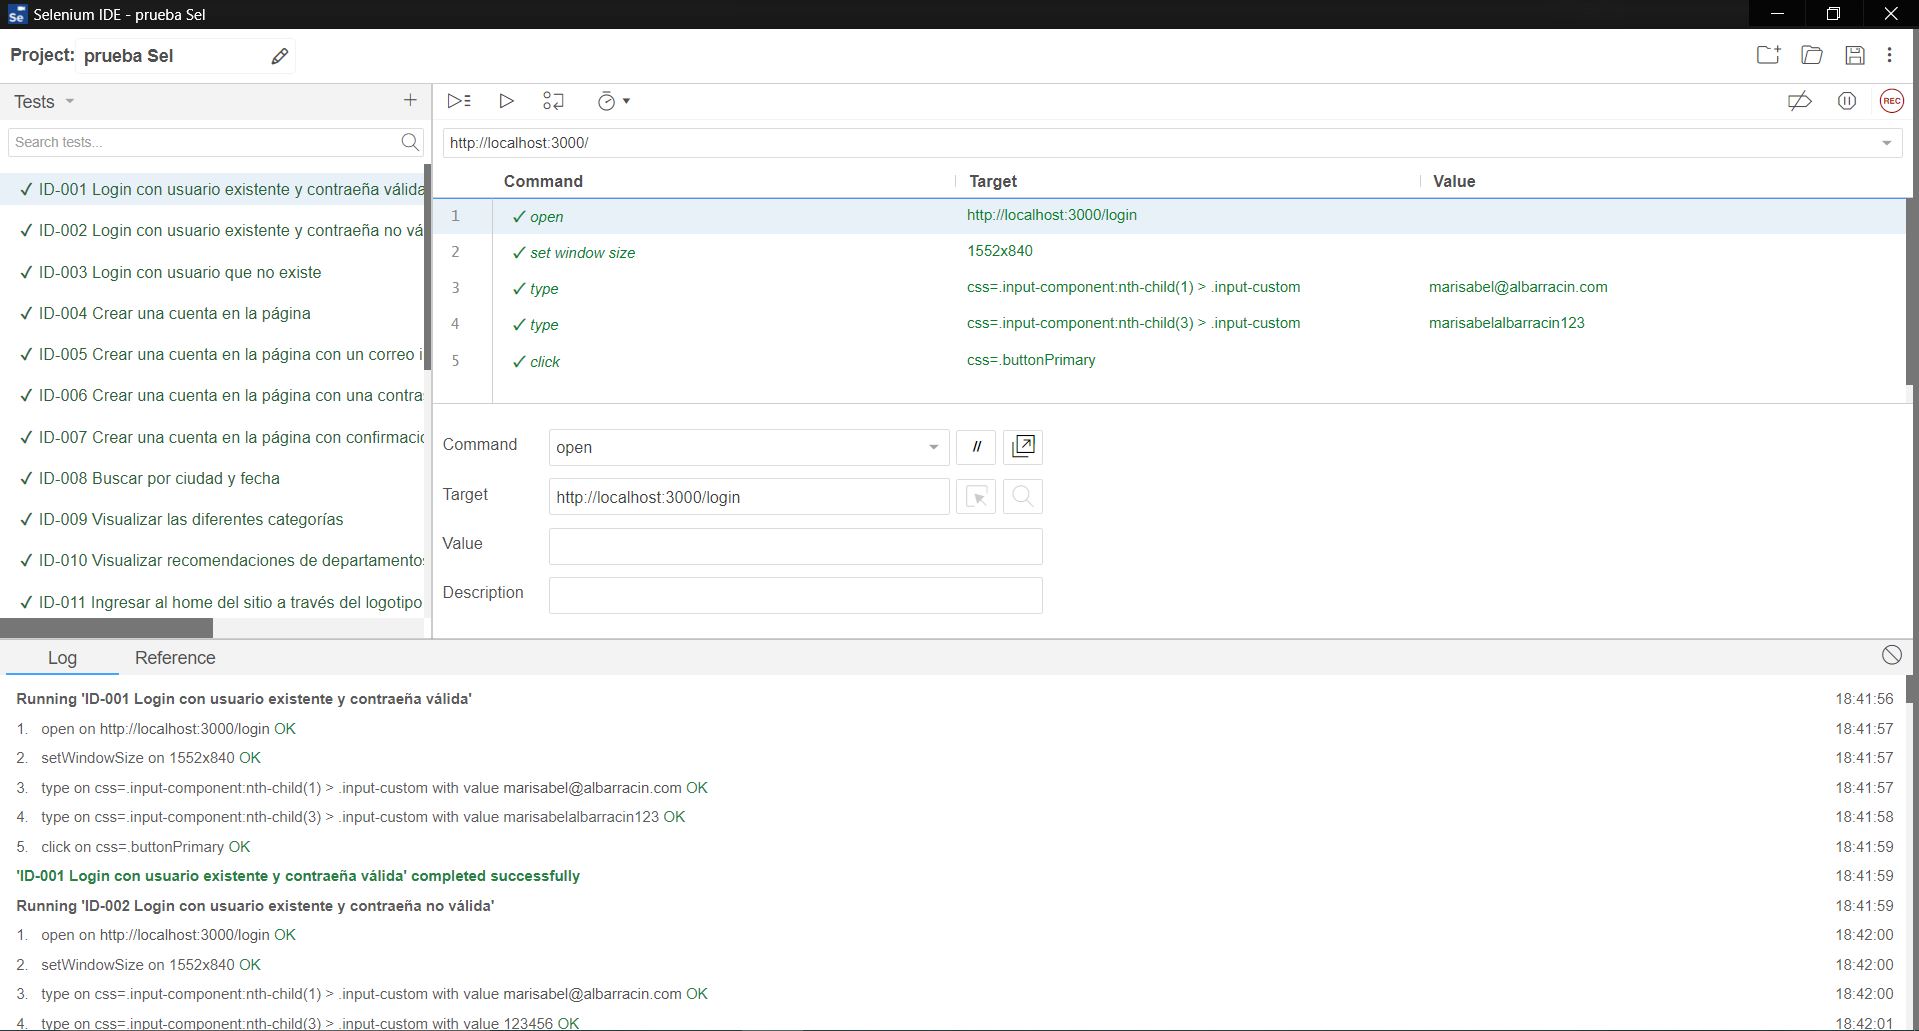 Selenium IDE - prueba Sel
Project: prueba Sel
Tests
Search tests...
✓ ID-001 Login con usuario existente y contraeña válida
✓ ID-002 Login con usuario existente y contraeña no vá
✓ ID-003 Login con usuario que no existe
✓ ID-004 Crear una cuenta en la página
✓ ID-005 Crear una cuenta en la página con un correo i
✓ ID-006 Crear una cuenta en la página con una contra
✓ ID-007 Crear una cuenta en la página con confirmaci
✓ ID-008 Buscar por ciudad y fecha
✓ ID-009 Visualizar las diferentes categorías
✓ ID-010 Visualizar recomendaciones de departamento
✓ ID-011 Ingresar al home del sitio a través del logotipo
REC
http://localhost:3000/
Command Target Value
1 ✓ open http://localhost:3000/login
2 ✓ set window size 1552x840
3 ✓ type css=.input-component:nth-child(1) > .input-custom marisabel@albarracin.com
4 ✓ type css=.input-component:nth-child(3) > .input-custom marisabelalbarracin123
5 ✓ click css=.buttonPrimary
Command open //
Target http://localhost:3000/login
Value
Description
Log Reference
Running 'ID-001 Login con usuario existente y contraeña válida' 18:41:56
1. open on http://localhost:3000/login OK 18:41:57
2. setWindowSize on 1552x840 OK 18:41:57
3. type on css=.input-component:nth-child(1) > .input-custom with value marisabel@albarracin.com OK 18:41:57
4. type on css=.input-component:nth-child(3) > .input-custom with value marisabelalbarracin123 OK 18:41:58
5. click on css=.buttonPrimary OK 18:41:59
'ID-001 Login con usuario existente y contraeña válida' completed successfully 18:41:59
Running 'ID-002 Login con usuario existente y contraeña no válida' 18:41:59
1. open on http://localhost:3000/login OK 18:42:00
2. setWindowSize on 1552x840 OK 18:42:00
3. type on css=.input-component:nth-child(1) > .input-custom with value marisabel@albarracin.com OK 18:42:00
4. type on css=.input-component:nth-child(3) > .input-custom with value 123456 OK 18:42:01